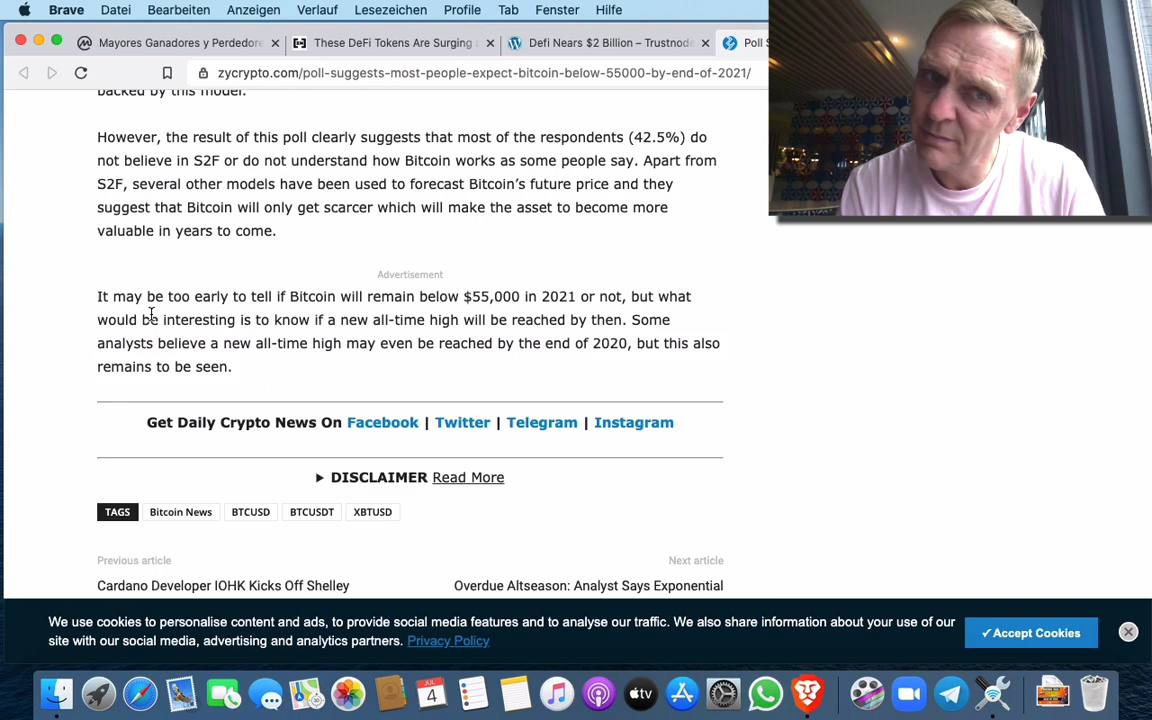 Brave Datei Bearbeiten Anzeigen Verlauf Lesezeichen Profile Tab Fenster Hilfe
Mayores Ganadores y Perdedore These DeFi Tokens Are Surging Defi Nears $2 Billion – Trustnode Poll S
zycrypto.com/poll-suggests-most-people-expect-bitcoin-below-55000-by-end-of-2021/
backed by this model.
However, the result of this poll clearly suggests that most of the respondents (42.5%) do
not believe in S2F or do not understand how Bitcoin works as some people say. Apart from
S2F, several other models have been used to forecast Bitcoin’s future price and they
suggest that Bitcoin will only get scarcer which will make the asset to become more
valuable in years to come.
Advertisement
It may be too early to tell if Bitcoin will remain below $55,000 in 2021 or not, but what
would be interesting is to know if a new all-time high will be reached by then. Some
analysts believe a new all-time high may even be reached by the end of 2020, but this also
remains to be seen.
Get Daily Crypto News On Facebook | Twitter | Telegram | Instagram
▶ DISCLAIMER Read More
TAGS Bitcoin News BTCUSD BTCUSDT XBTUSD
Previous article Next article
Cardano Developer IOHK Kicks Off Shelley Overdue Altseason: Analyst Says Exponential
We use cookies to personalise content and ads, to provide social media features and to analyse our traffic. We also share information about your use of our
site with our social media, advertising and analytics partners. Privacy Policy
✓Accept Cookies
JUL
4
tv